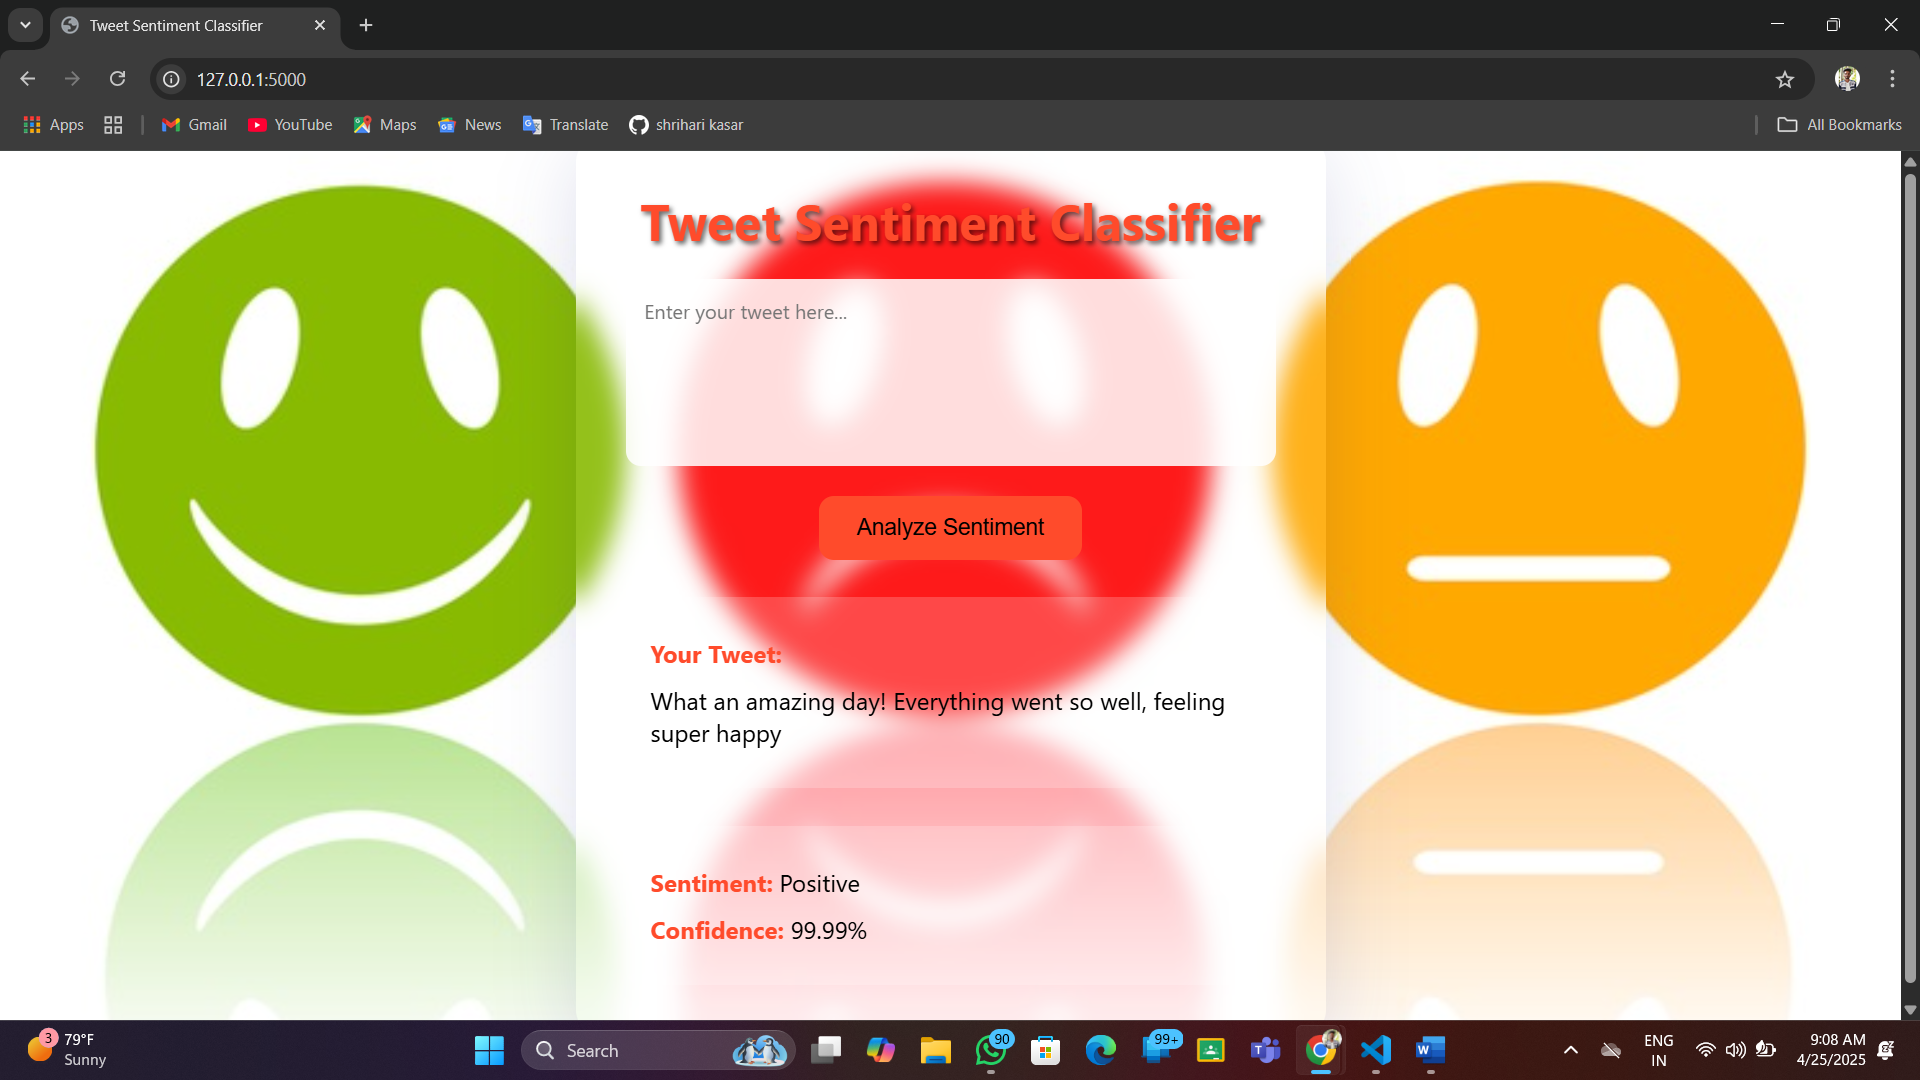 Tweet Sentiment Classifier
127.0.0.1:5000
Apps Gmail YouTube Maps News Translate shrihari kasar All Bookmarks
Tweet Sentiment Classifier
Enter your tweet here...
Analyze Sentiment
Your Tweet:
What an amazing day! Everything went so well, feeling
super happy
Sentiment: Positive
Confidence: 99.99%
3 79°F
Sunny
Search
90
99+
ENG
IN
9:08 AM
4/25/2025